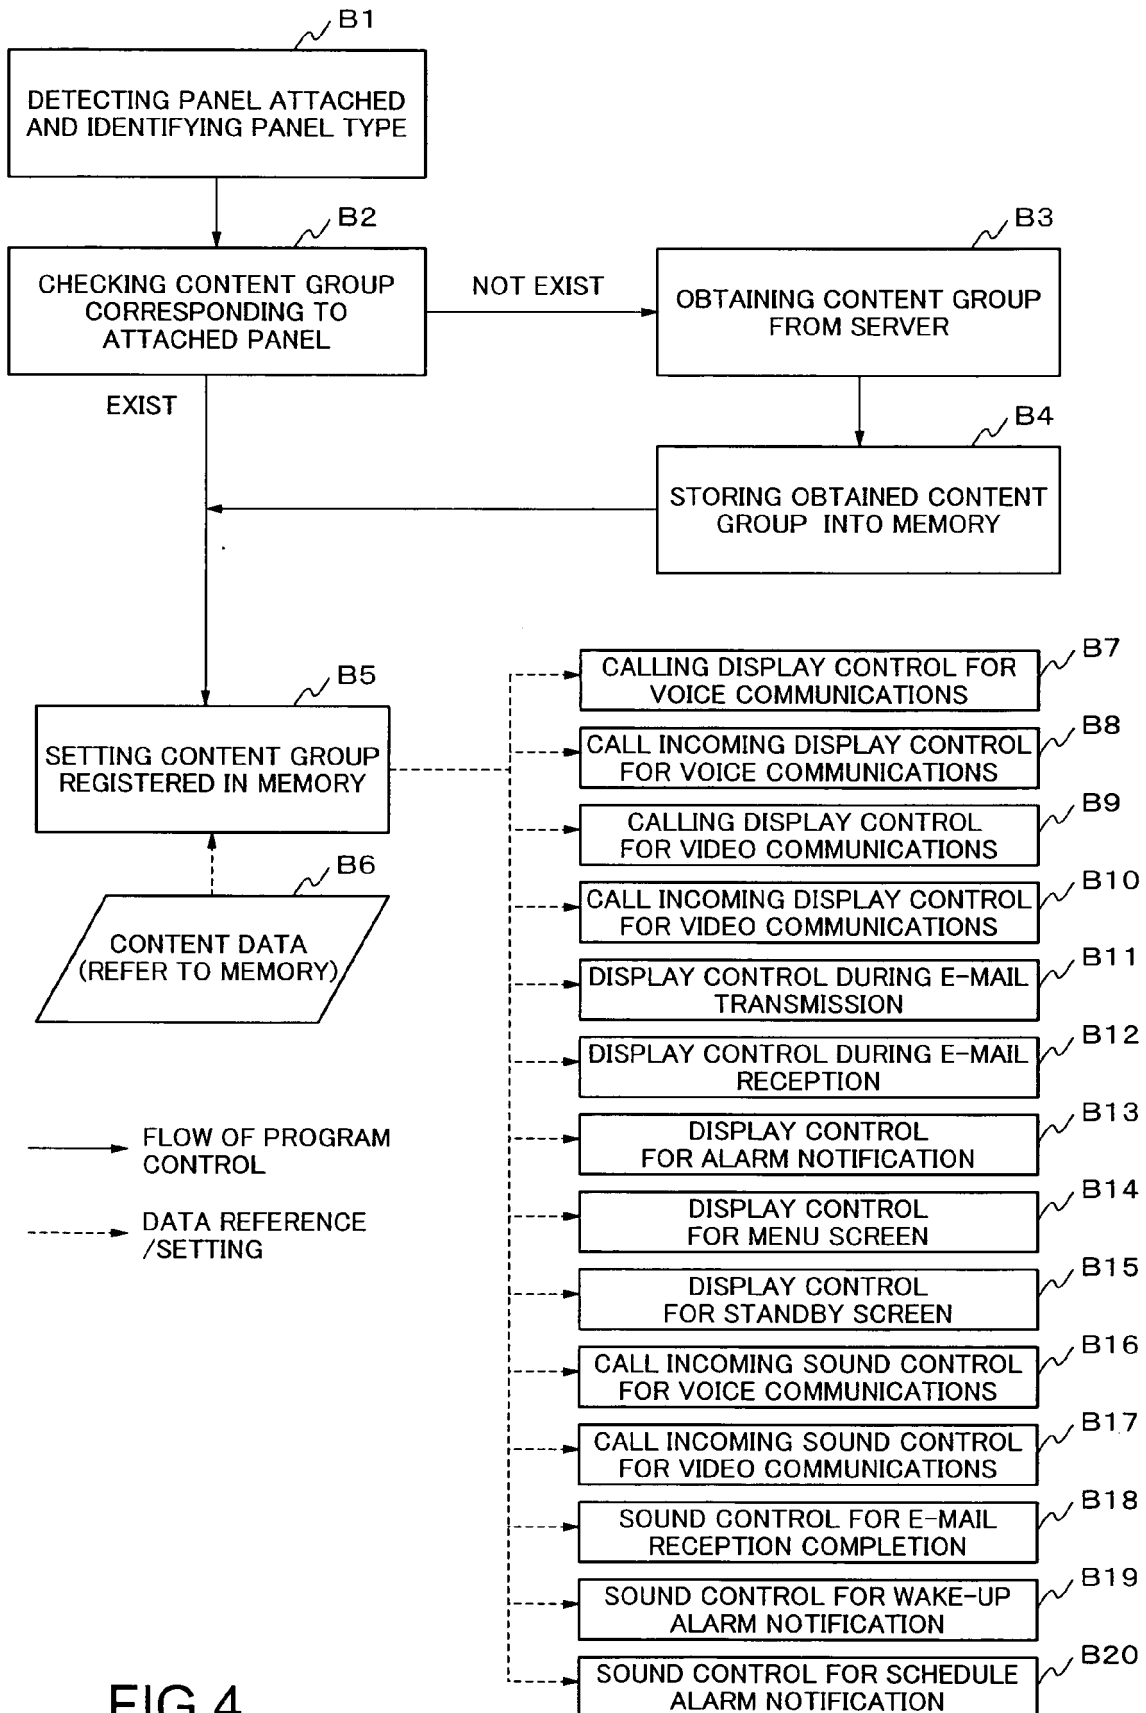 B1
DETECTING PANEL ATTACHED
AND IDENTIFYING PANEL TYPE
B2
CHECKING CONTENT GROUP
CORRESPONDING TO
ATTACHED PANEL
NOT EXIST
EXIST
B3
OBTAINING CONTENT GROUP
FROM SERVER
B4
STORING OBTAINED CONTENT
GROUP INTO MEMORY
B5
SETTING CONTENT GROUP
REGISTERED IN MEMORY
B6
CONTENT DATA
(REFER TO MEMORY)
FLOW OF PROGRAM
CONTROL
DATA REFERENCE
/SETTING
B7
CALLING DISPLAY CONTROL FOR
VOICE COMMUNICATIONS
B8
CALL INCOMING DISPLAY CONTROL
FOR VOICE COMMUNICATIONS
B9
CALLING DISPLAY CONTROL
FOR VIDEO COMMUNICATIONS
B10
CALL INCOMING DISPLAY CONTROL
FOR VIDEO COMMUNICATIONS
B11
DISPLAY CONTROL DURING E-MAIL
TRANSMISSION
B12
DISPLAY CONTROL DURING E-MAIL
RECEPTION
B13
DISPLAY CONTROL
FOR ALARM NOTIFICATION
B14
DISPLAY CONTROL
FOR MENU SCREEN
B15
DISPLAY CONTROL
FOR STANDBY SCREEN
B16
CALL INCOMING SOUND CONTROL
FOR VOICE COMMUNICATIONS
B17
CALL INCOMING SOUND CONTROL
FOR VIDEO COMMUNICATIONS
B18
SOUND CONTROL FOR E-MAIL
RECEPTION COMPLETION
B19
SOUND CONTROL FOR WAKE-UP
ALARM NOTIFICATION
B20
SOUND CONTROL FOR SCHEDULE
ALARM NOTIFICATION
FIG.4